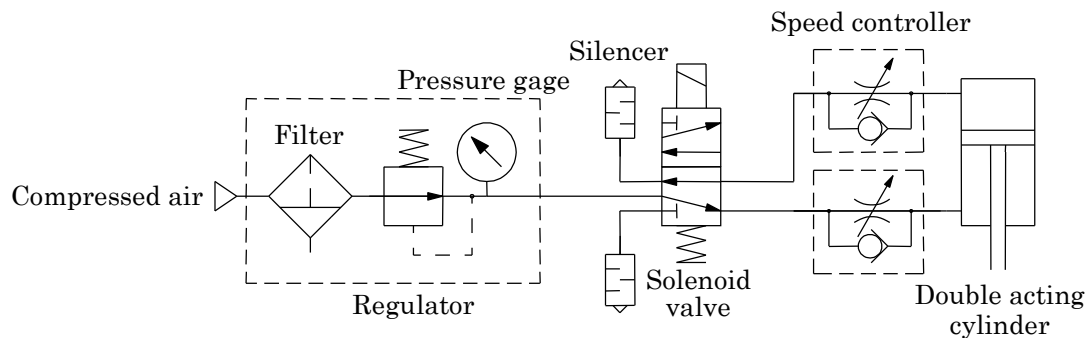 Speed controller
Silencer
Pressure gage
Filter
Compressed air
Regulator
Solenoid
valve
Double acting
cylinder